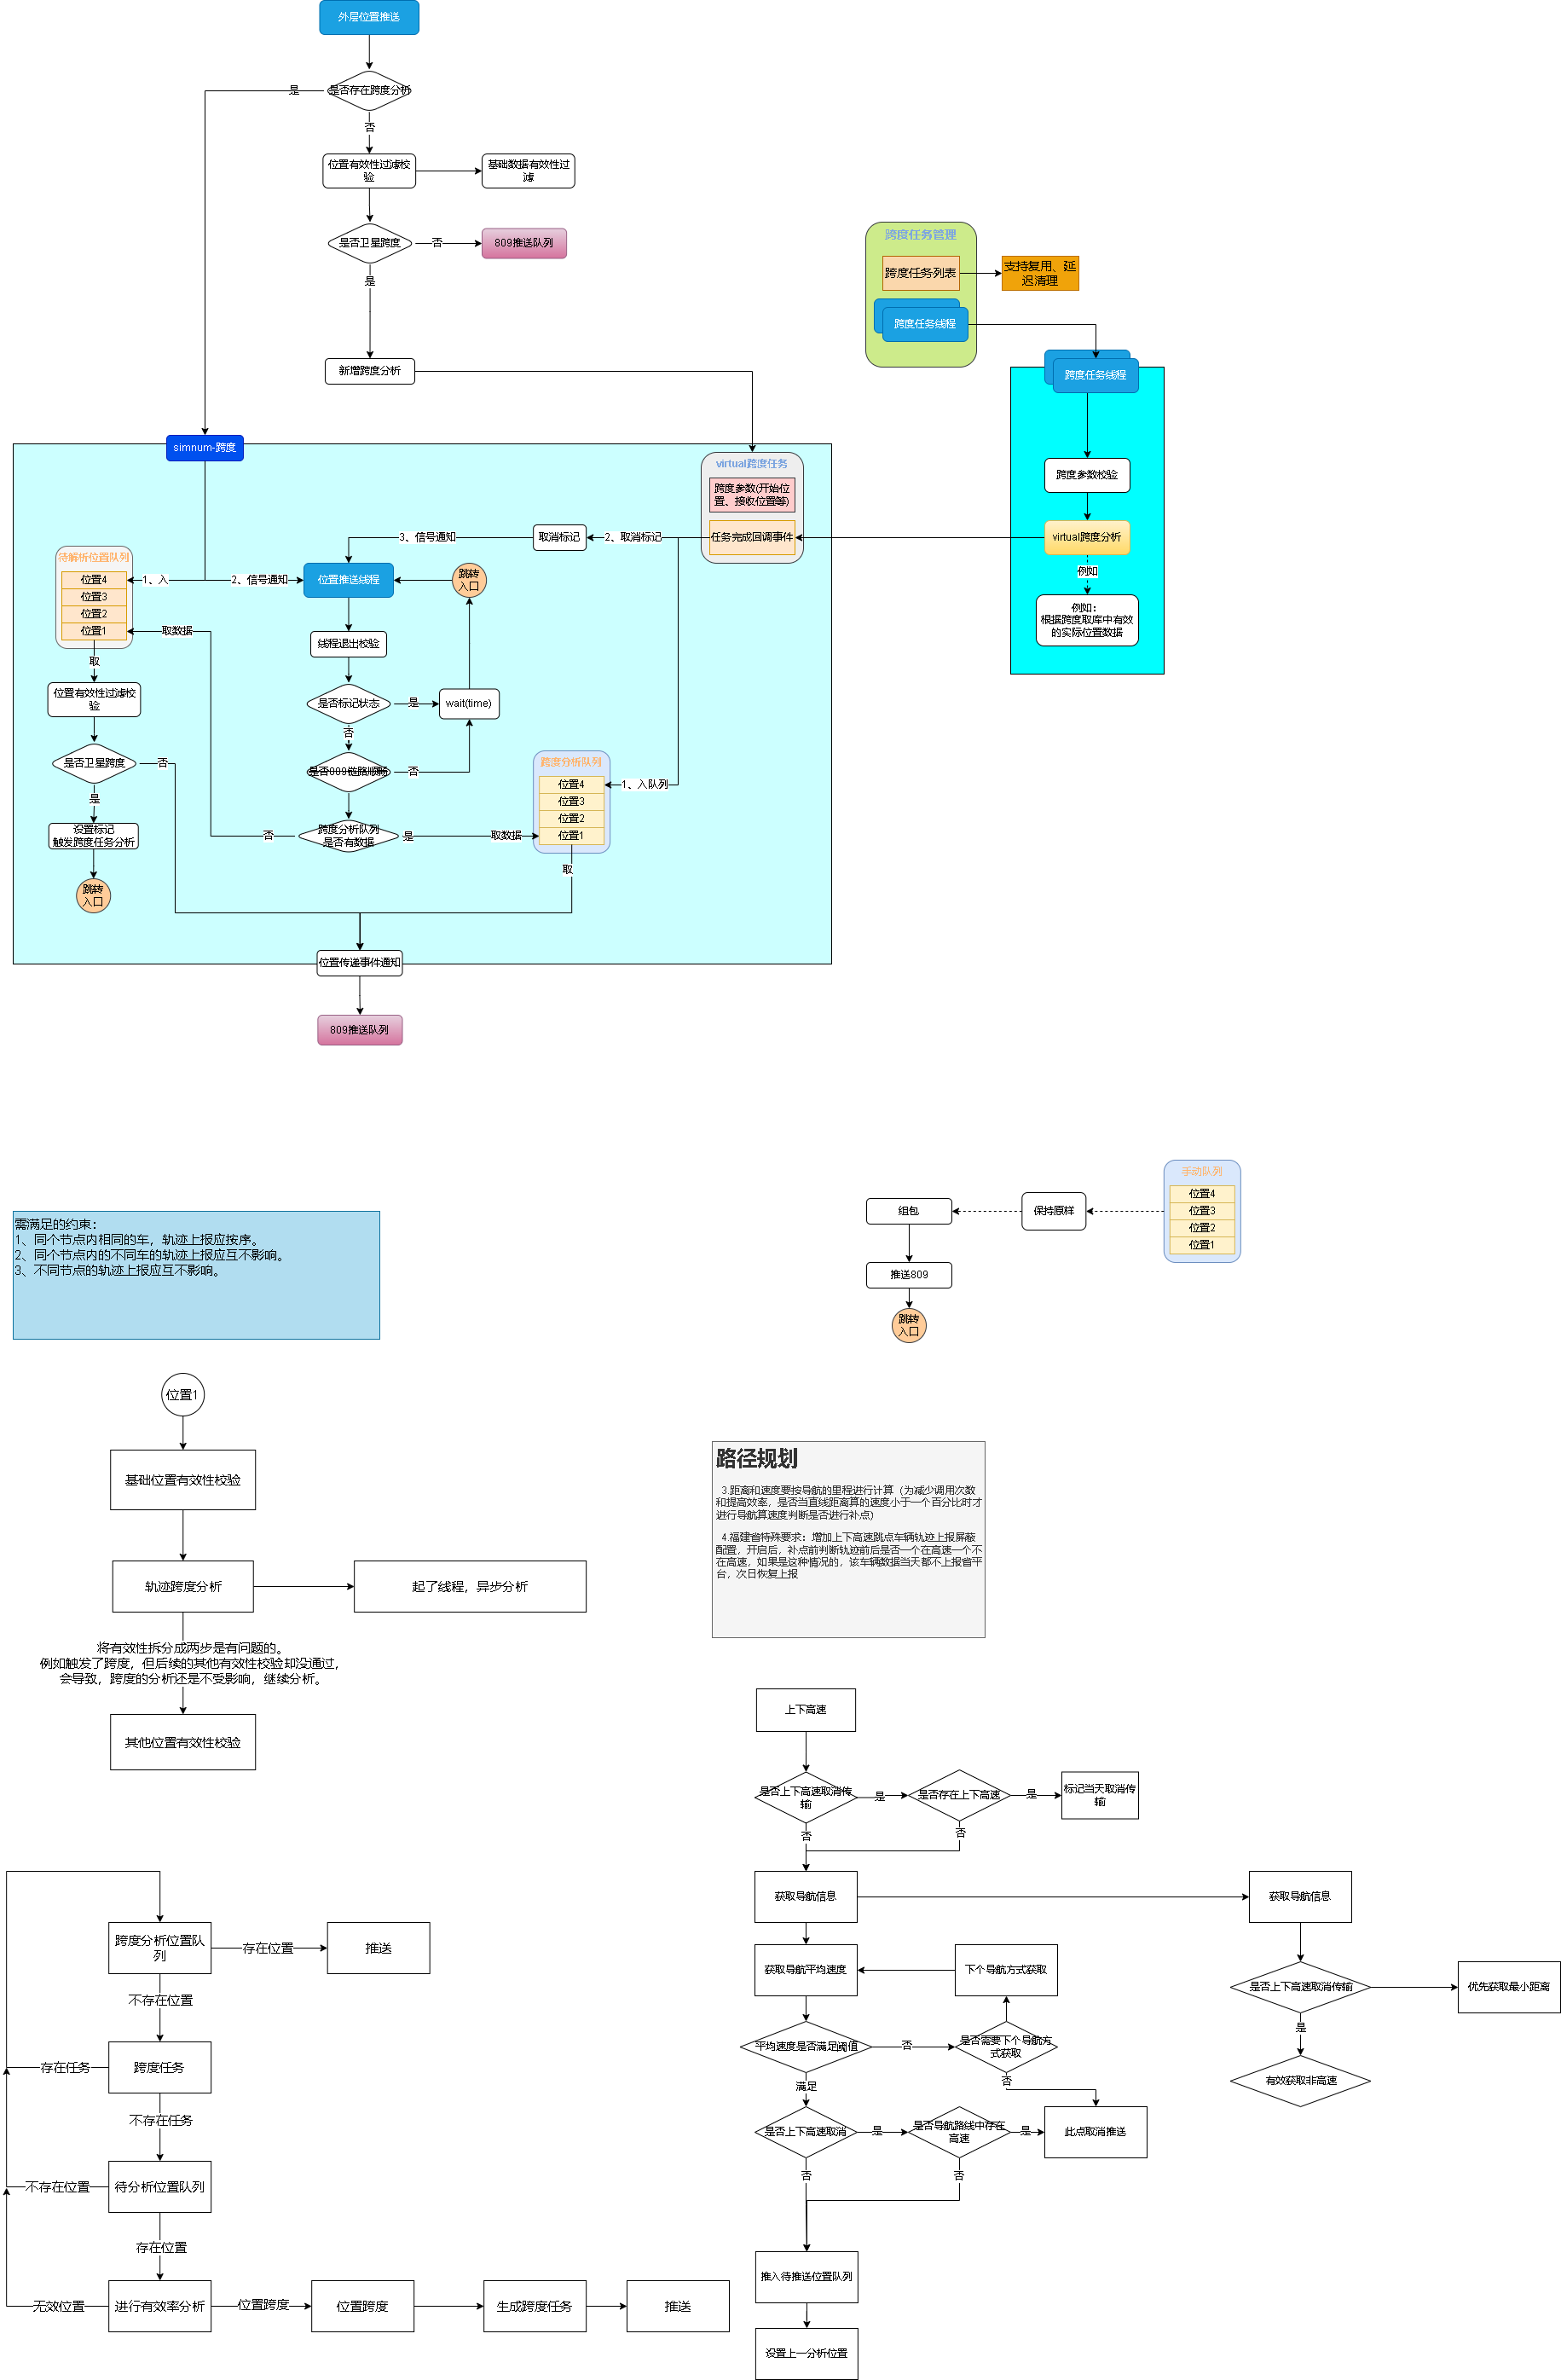 外层位置推送
是否存在跨度分析
是
否
位置有效性过滤校
验
基础数据有效性过
滤
是否卫星跨度
否
809推送队列
是
新增跨度分析
跨度任务管理
跨度任务列表
支持复用、延
迟清理
跨度任务线程
跨度任务线程
跨度参数校验
virtual跨度分析
例如
例如：
根据跨度取库中有效
的实际位置数据
simnum-跨度
virtual跨度任务
跨度参数(开始位
置、接收位置等)
任务完成回调事件
2、取消标记
取消标记
3、信号通知
待解析位置队列
位置4
位置3
位置2
位置1
1、入
2、信号通知
位置推送线程
跳转
入口
取数据
线程退出校验
取
位置有效性过滤校
验
是否标记状态
是
wait(time)
否
是否卫星跨度
否
是否809链路顺畅
否
跨度分析队列
位置4
位置3
位置2
位置1
1、入队列
是
设置标记
触发跨度任务分析
跨度分析队列
是否有数据
否
是
取数据
取
跳转
入口
位置传递事件通知
809推送队列
手动队列
位置4
位置3
位置2
位置1
保持原样
组包
推送809
跳转
入口
需满足的约束：
1、同个节点内相同的车，轨迹上报应按序。
2、同个节点内的不同车的轨迹上报应互不影响。
3、不同节点的轨迹上报应互不影响。
位置1
基础位置有效性校验
轨迹跨度分析
起了线程，异步分析
将有效性拆分成两步是有问题的。
例如触发了跨度，但后续的其他有效性校验却没通过，
会导致，跨度的分析还是不受影响，继续分析。
其他位置有效性校验
路径规划
3.距离和速度要按导航的里程进行计算（为减少调用次数
和提高效率，是否当直线距离算的速度小于一个百分比时才
进行导航算速度判断是否进行补点）
4.福建省特殊要求：增加上下高速跳点车辆轨迹上报屏蔽
配置，开启后，补点前判断轨迹前后是否一个在高速一个不
在高速，如果是这种情况的，该车辆数据当天都不上报省平
台，次日恢复上报
上下高速
是否上下高速取消传
输
是
是否存在上下高速
是
标记当天取消传
输
否
否
获取导航信息
获取导航信息
获取导航平均速度
下个导航方式获取
是否上下高速取消传输
优先获取最小距离
是
有效获取非高速
平均速度是否满足阈值
否
是否需要下个导航方
式获取
满足
否
是否上下高速取消
是
是否导航路线中存在
高速
是
此点取消推送
否
否
推入待推送位置队列
设置上一分析位置
跨度分析位置队
列
存在位置
推送
不存在位置
跨度任务
存在任务
不存在任务
待分析位置队列
不存在位置
存在位置
进行有效率分析
无效位置
位置跨度
位置跨度
生成跨度任务
推送